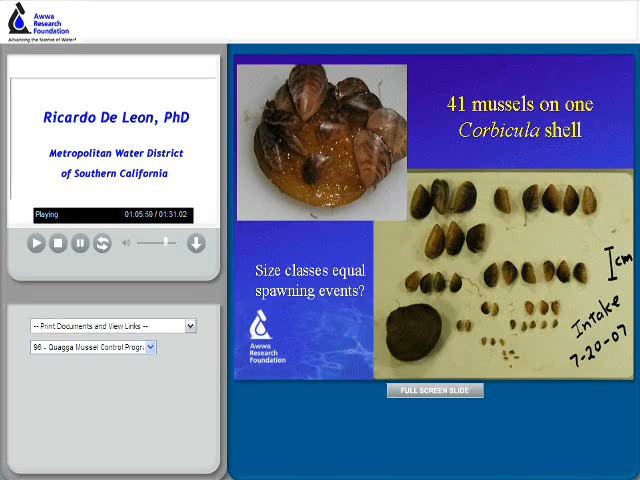 Awwa
Research
Foundation
Advancing the Science of Water®
Ricardo De Leon, PhD
Metropolitan Water District
of Southern California
Playing
01:05:50 / 01:31:02
-- Print Documents and View Links --
96 - Quagga Mussel Control Progr
41 mussels on one
Corbicula shell
Size classes equal
spawning events?
Awwa
Research
Foundation
cm
Intake
7-20-07
FULL SCREEN SLIDE